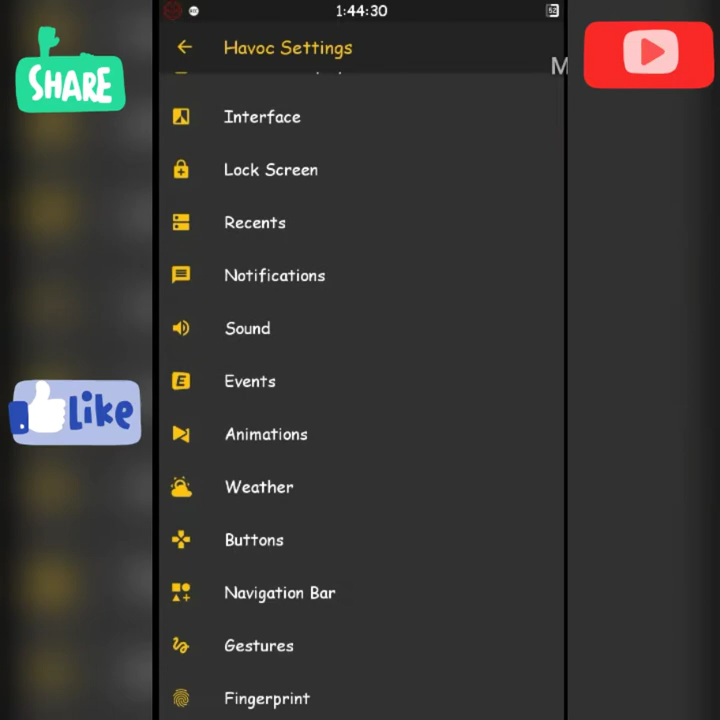 1:44:30
52
Havoc Settings
M
SHARE
Interface
Lock Screen
Recents
Notifications
Sound
E Events
Like
Animations
Weather
Buttons
Navigation Bar
Gestures
Fingerprint